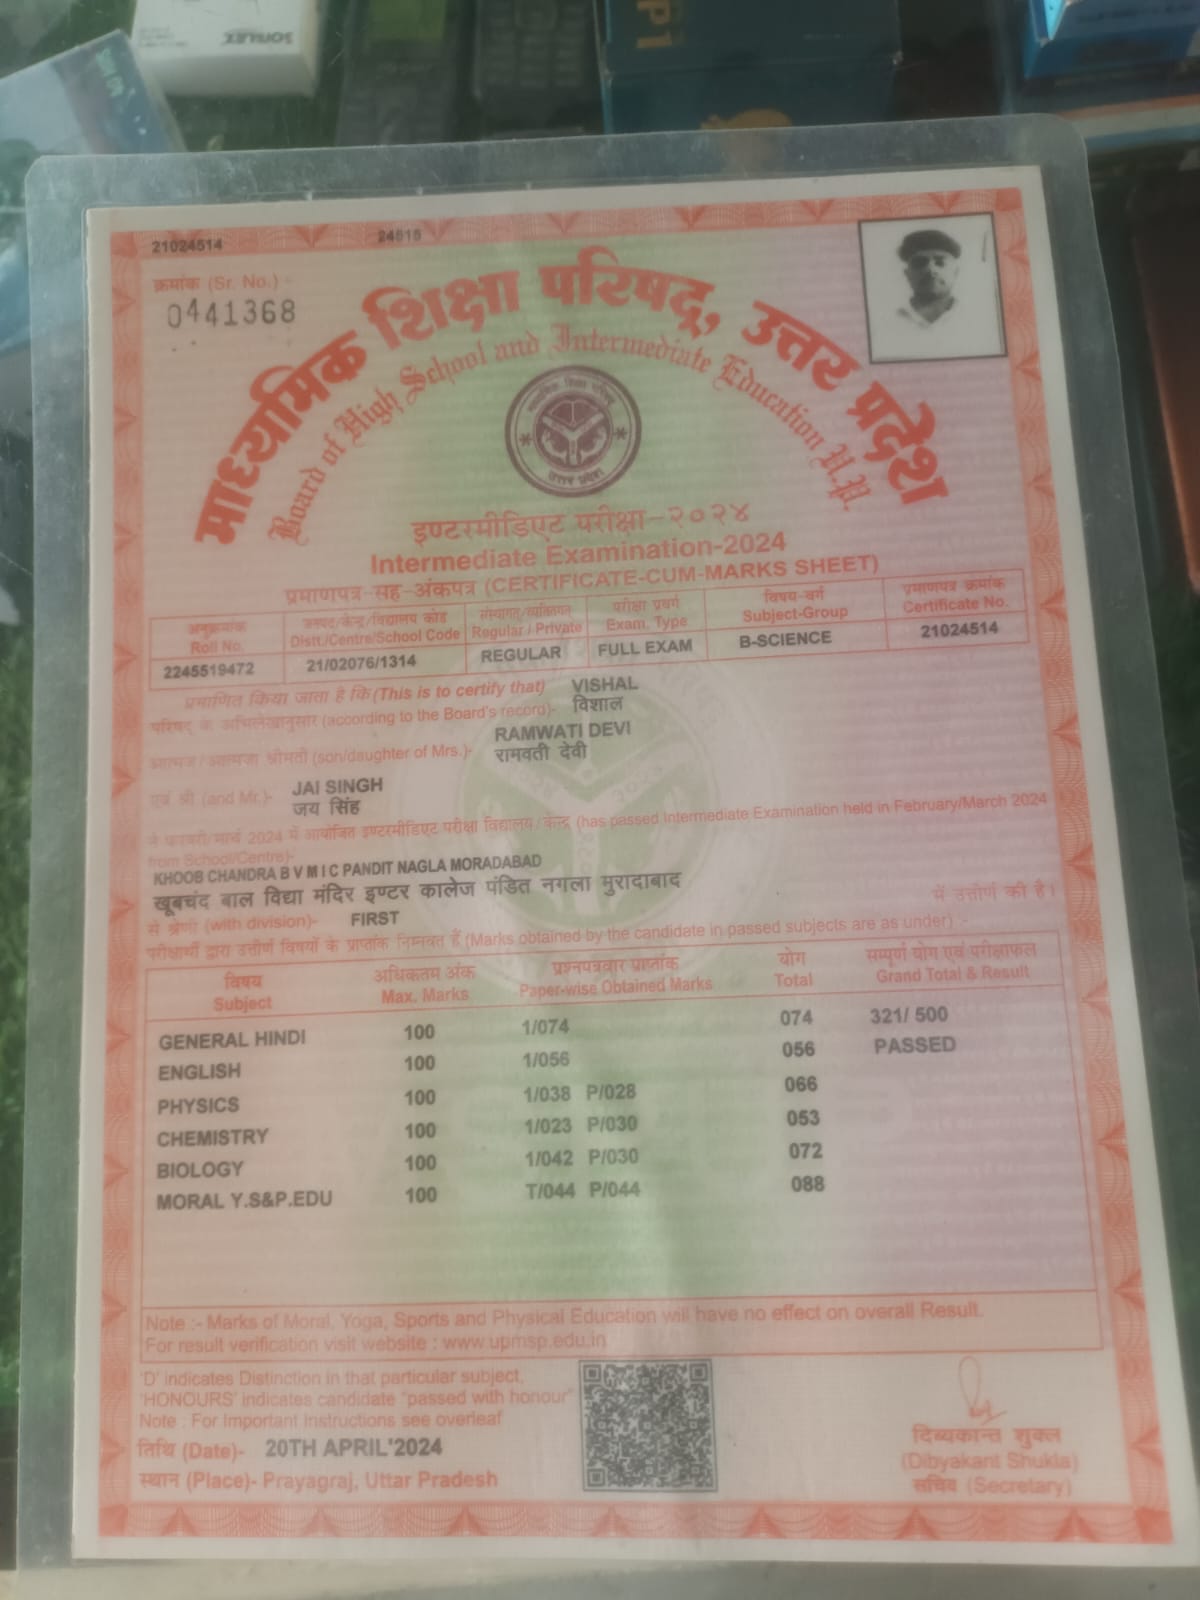 21024514 24818
क्रमांक (Sr. No.) -
0441368
माध्यमिक शिक्षा परिषद्, उत्तर प्रदेश
Board of High School and Intermediate Education U.P.
इण्टरमीडिएट परीक्षा-२०२४
Intermediate Examination-2024
प्रमाणपत्र-सह-अंकपत्र (CERTIFICATE-CUM-MARKS SHEET)
अनुक्रमांक जनपद/केन्द्र/विद्यालय कोड संस्थागत/व्यक्तिगत परीक्षा प्रवर्ग विषय-वर्ग प्रमाणपत्र क्रमांक
Roll No. Distt./Centre/School Code Regular / Private Exam. Type Subject-Group Certificate No.
2245519472 21/02076/1314 REGULAR FULL EXAM B-SCIENCE 21024514
प्रमाणित किया जाता है कि (This is to certify that) VISHAL
परिषद के अभिलेखानुसार (according to the Board's record)- विशाल
RAMWATI DEVI
आत्मज/आत्मजा श्रीमती (son/daughter of Mrs.)- रामवती देवी
JAI SINGH
एवं श्री (and Mr.)- जय सिंह
ने फरवरी/मार्च 2024 में आयोजित इण्टरमीडिएट परीक्षा विद्यालय/केन्द्र (has passed Intermediate Examination held in February/March 2024
from School/Centre)-
KHOOB CHANDRA B V M I C PANDIT NAGLA MORADABAD
खूबचंद बाल विद्या मंदिर इण्टर कालेज पंडित नगला मुरादाबाद में उत्तीर्ण की है।
से श्रेणी (with division)- FIRST
परीक्षार्थी द्वारा उत्तीर्ण विषयों के प्राप्तांक निम्नवत हैं (Marks obtained by the candidate in passed subjects are as under) :-
विषय अधिकतम अंक प्रश्नपत्रवार प्राप्तांक योग सम्पूर्ण योग एवं परीक्षाफल
Subject Max. Marks Paper-wise Obtained Marks Total Grand Total & Result
GENERAL HINDI 100 1/074 074 321/ 500
ENGLISH 100 1/056 056 PASSED
PHYSICS 100 1/038 P/028 066
CHEMISTRY 100 1/023 P/030 053
BIOLOGY 100 1/042 P/030 072
MORAL Y.S&P.EDU 100 T/044 P/044 088
Note :- Marks of Moral, Yoga, Sports and Physical Education will have no effect on overall Result.
For result verification visit website : www.upmsp.edu.in
'D' indicates Distinction in that particular subject,
'HONOURS' indicates candidate "passed with honour"
Note : For Important Instructions see overleaf
तिथि (Date)- 20TH APRIL'2024
स्थान (Place)- Prayagraj, Uttar Pradesh
दिब्यकान्त शुक्ल
(Dibyakant Shukla)
सचिव (Secretary)